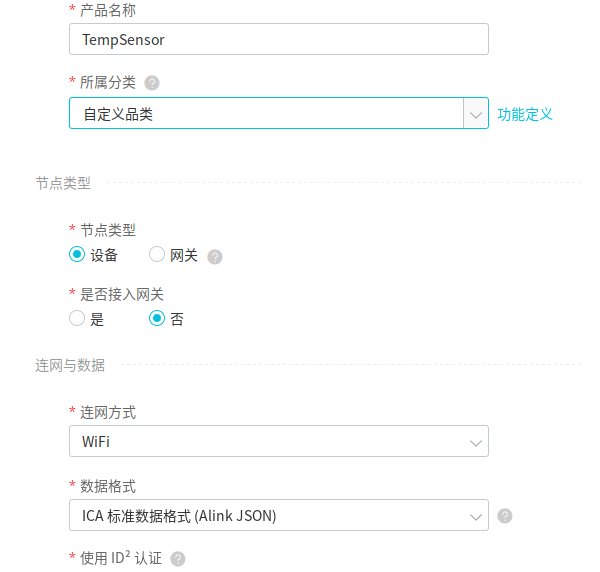 * 产品名称
TempSensor
* 所属分类 ?
自定义品类 功能定义
节点类型
* 节点类型
设备 网关 ?
* 是否接入网关
是 否
连网与数据
* 连网方式
WiFi
* 数据格式
ICA 标准数据格式 (Alink JSON) ?
* 使用 ID² 认证 ?